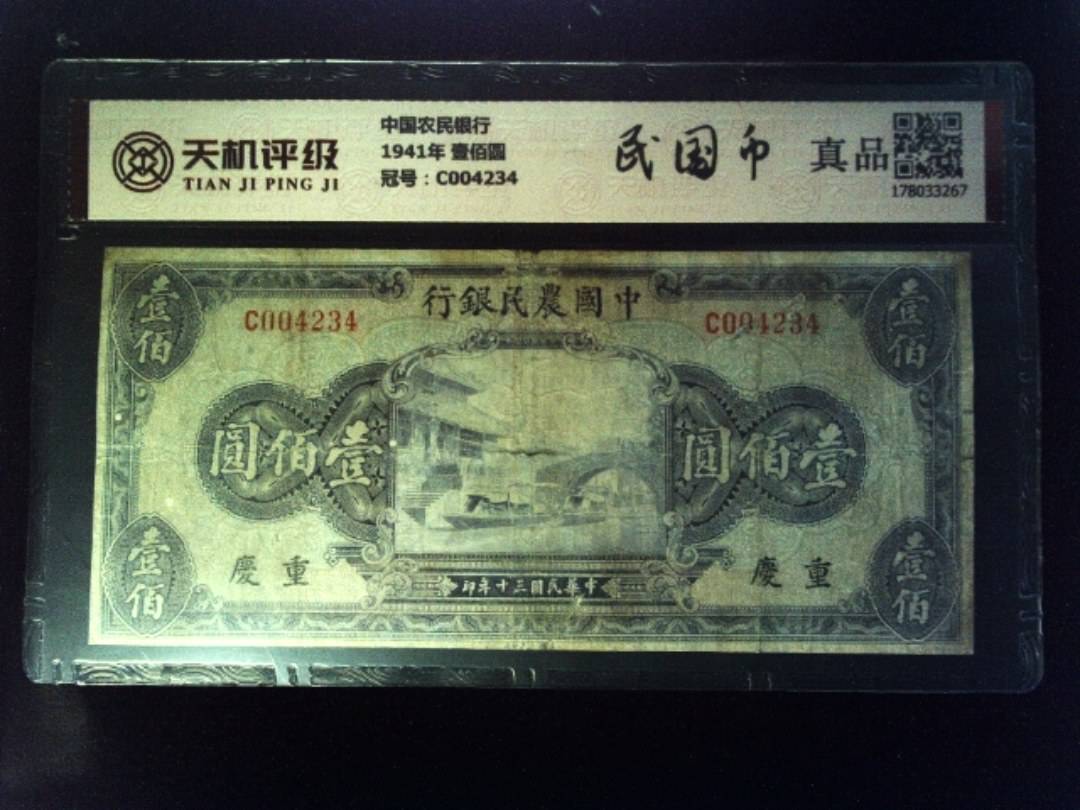 天机评级
TIAN JI PING JI
中国农民银行
1941年 壹佰圆
冠号：C004234
民国币
真品
178033267
行銀民農國中
C004234
C004234
壹佰
壹佰
圓佰壹
圓佰壹
慶重
慶重
壹佰
壹佰
印年十三國民華中